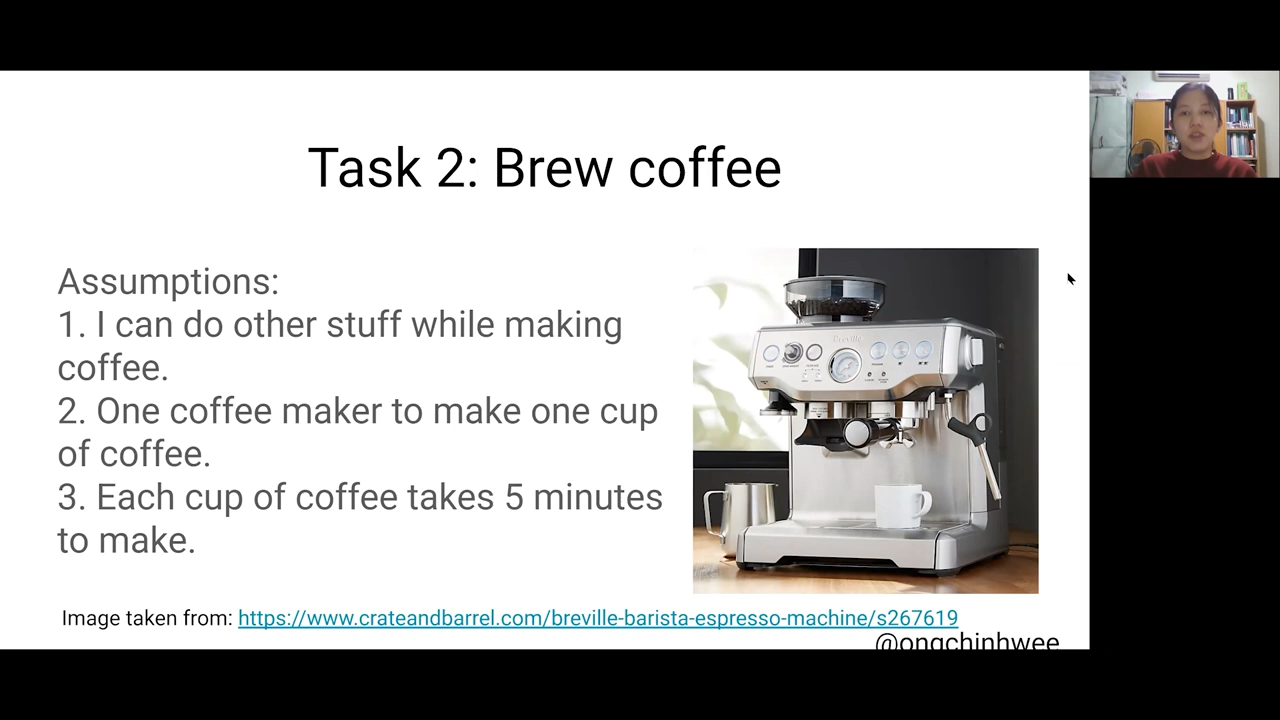 Task 2: Brew coffee
Assumptions:
1. I can do other stuff while making
coffee.
2. One coffee maker to make one cup
of coffee.
3. Each cup of coffee takes 5 minutes
to make.
Breville
Image taken from: https://www.crateandbarrel.com/breville-barista-espresso-machine/s267619
@ongchinhwee